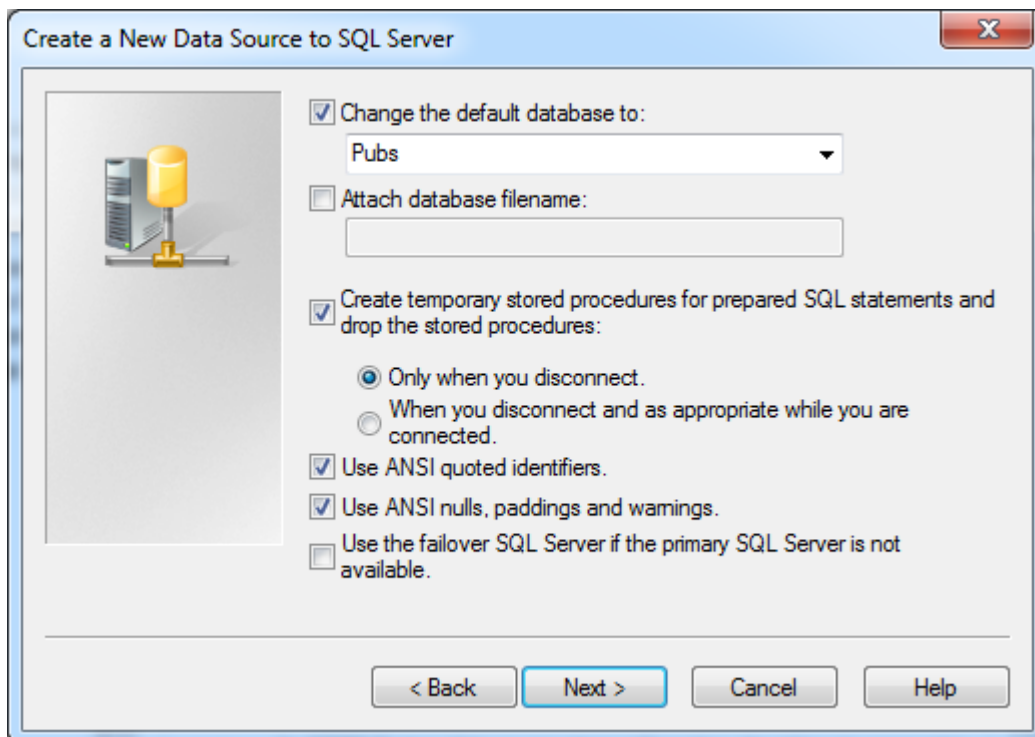 Create a New Data Source to SQL Server
Change the default database to:
Pubs
Attach database filename:
Create temporary stored procedures for prepared SQL statements and
drop the stored procedures:
Only when you disconnect.
When you disconnect and as appropriate while you are
connected.
Use ANSI quoted identifiers.
Use ANSI nulls, paddings and warnings.
Use the failover SQL Server if the primary SQL Server is not
available.
< Back
Next >
Cancel
Help